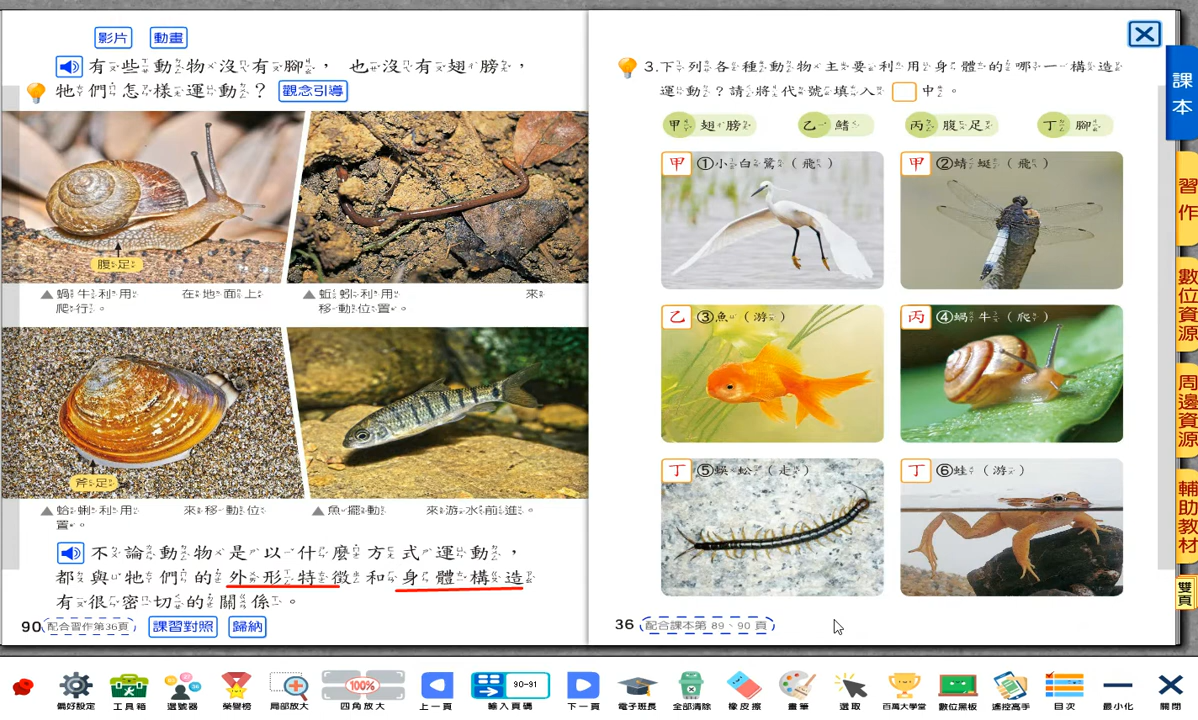 影片 動畫
有些動物沒有腳，也沒有翅膀，
牠們怎樣運動？ 觀念引導
腹足
▲蝸牛利用 在地面上
爬行。
▲蚯蚓利用 來
移動位置。
斧足
▲蛤蜊利用 來移動位
置。
▲魚擺動 來游水前進。
不論動物是以什麼方式運動，
都與牠們的外形特徵和身體構造
有很密切的關係。
90 配合習作第36頁 課習對照 歸納
3.下列各種動物主要利用身體的哪一構造
運動？請將代號填入□中。
甲 翅膀 乙 鰭 丙 腹足 丁 腳
甲 ①小白鷺（飛） 甲 ②蜻蜓（飛）
乙 ③魚（游） 丙 ④蝸牛（爬）
丁 ⑤蜈蚣（走） 丁 ⑥蛙（游）
36 配合課本第 89、90 頁
課本
習作
數位資源
周邊資源
輔助教材
雙頁
100% 90-91
偏好設定 工具箱 選號器 榮譽榜 局部放大 四角放大 上一頁 輸入頁碼 下一頁 電子班長 全部清除 橡皮擦 畫筆 選取 百萬大學堂 數位黑板 遙控高手 目次 最小化 關閉